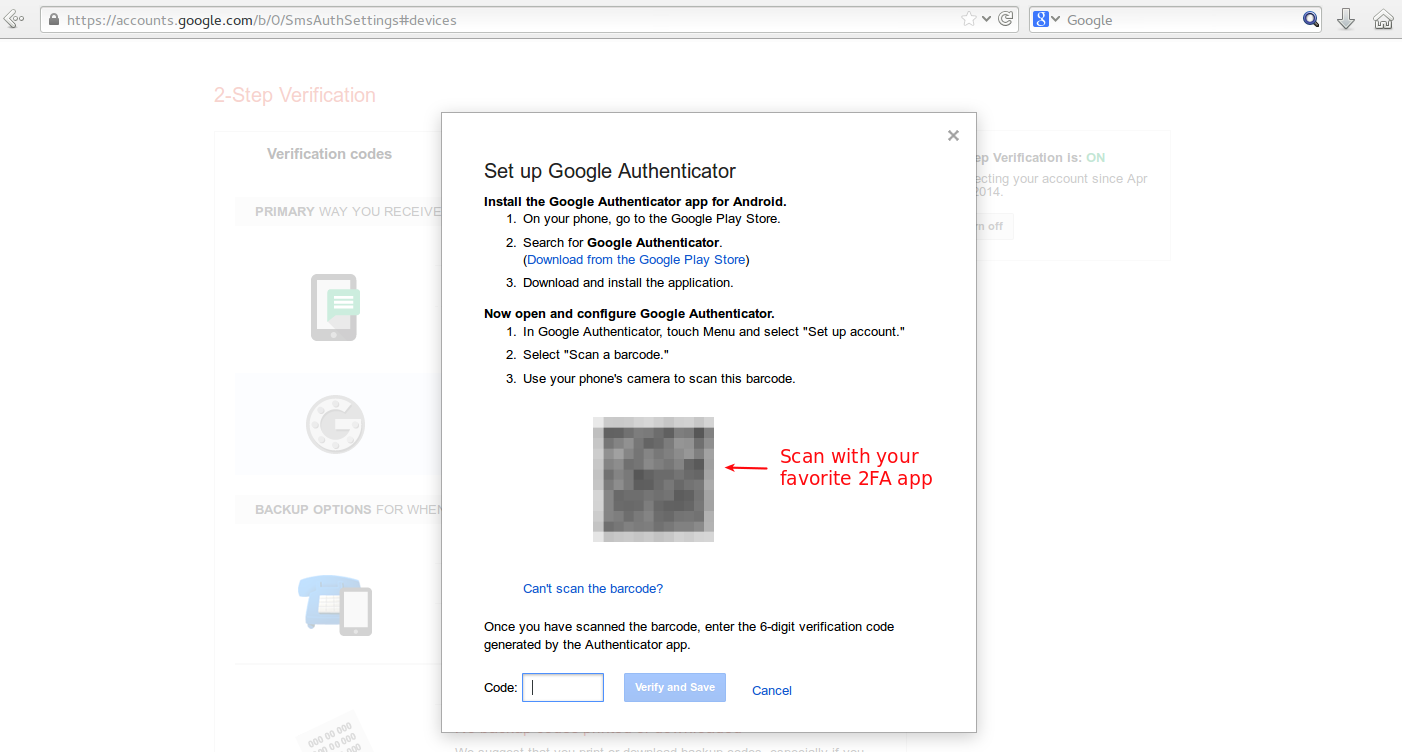 https://accounts.google.com/b/0/SmsAuthSettings#devices
8 Google
2-Step Verification
Verification codes
PRIMARY WAY YOU RECEIVE
BACKUP OPTIONS FOR WHEN
000 00 000
000 00 000
ep Verification is: ON
ecting your account since Apr
2014.
m off
×
Set up Google Authenticator
Install the Google Authenticator app for Android.
1. On your phone, go to the Google Play Store.
2. Search for Google Authenticator.
(Download from the Google Play Store)
3. Download and install the application.
Now open and configure Google Authenticator.
1. In Google Authenticator, touch Menu and select "Set up account."
2. Select "Scan a barcode."
3. Use your phone's camera to scan this barcode.
Scan with your
favorite 2FA app
Can't scan the barcode?
Once you have scanned the barcode, enter the 6-digit verification code
generated by the Authenticator app.
Code:
Verify and Save
Cancel
We suggest that you print or download backup codes, especially if you